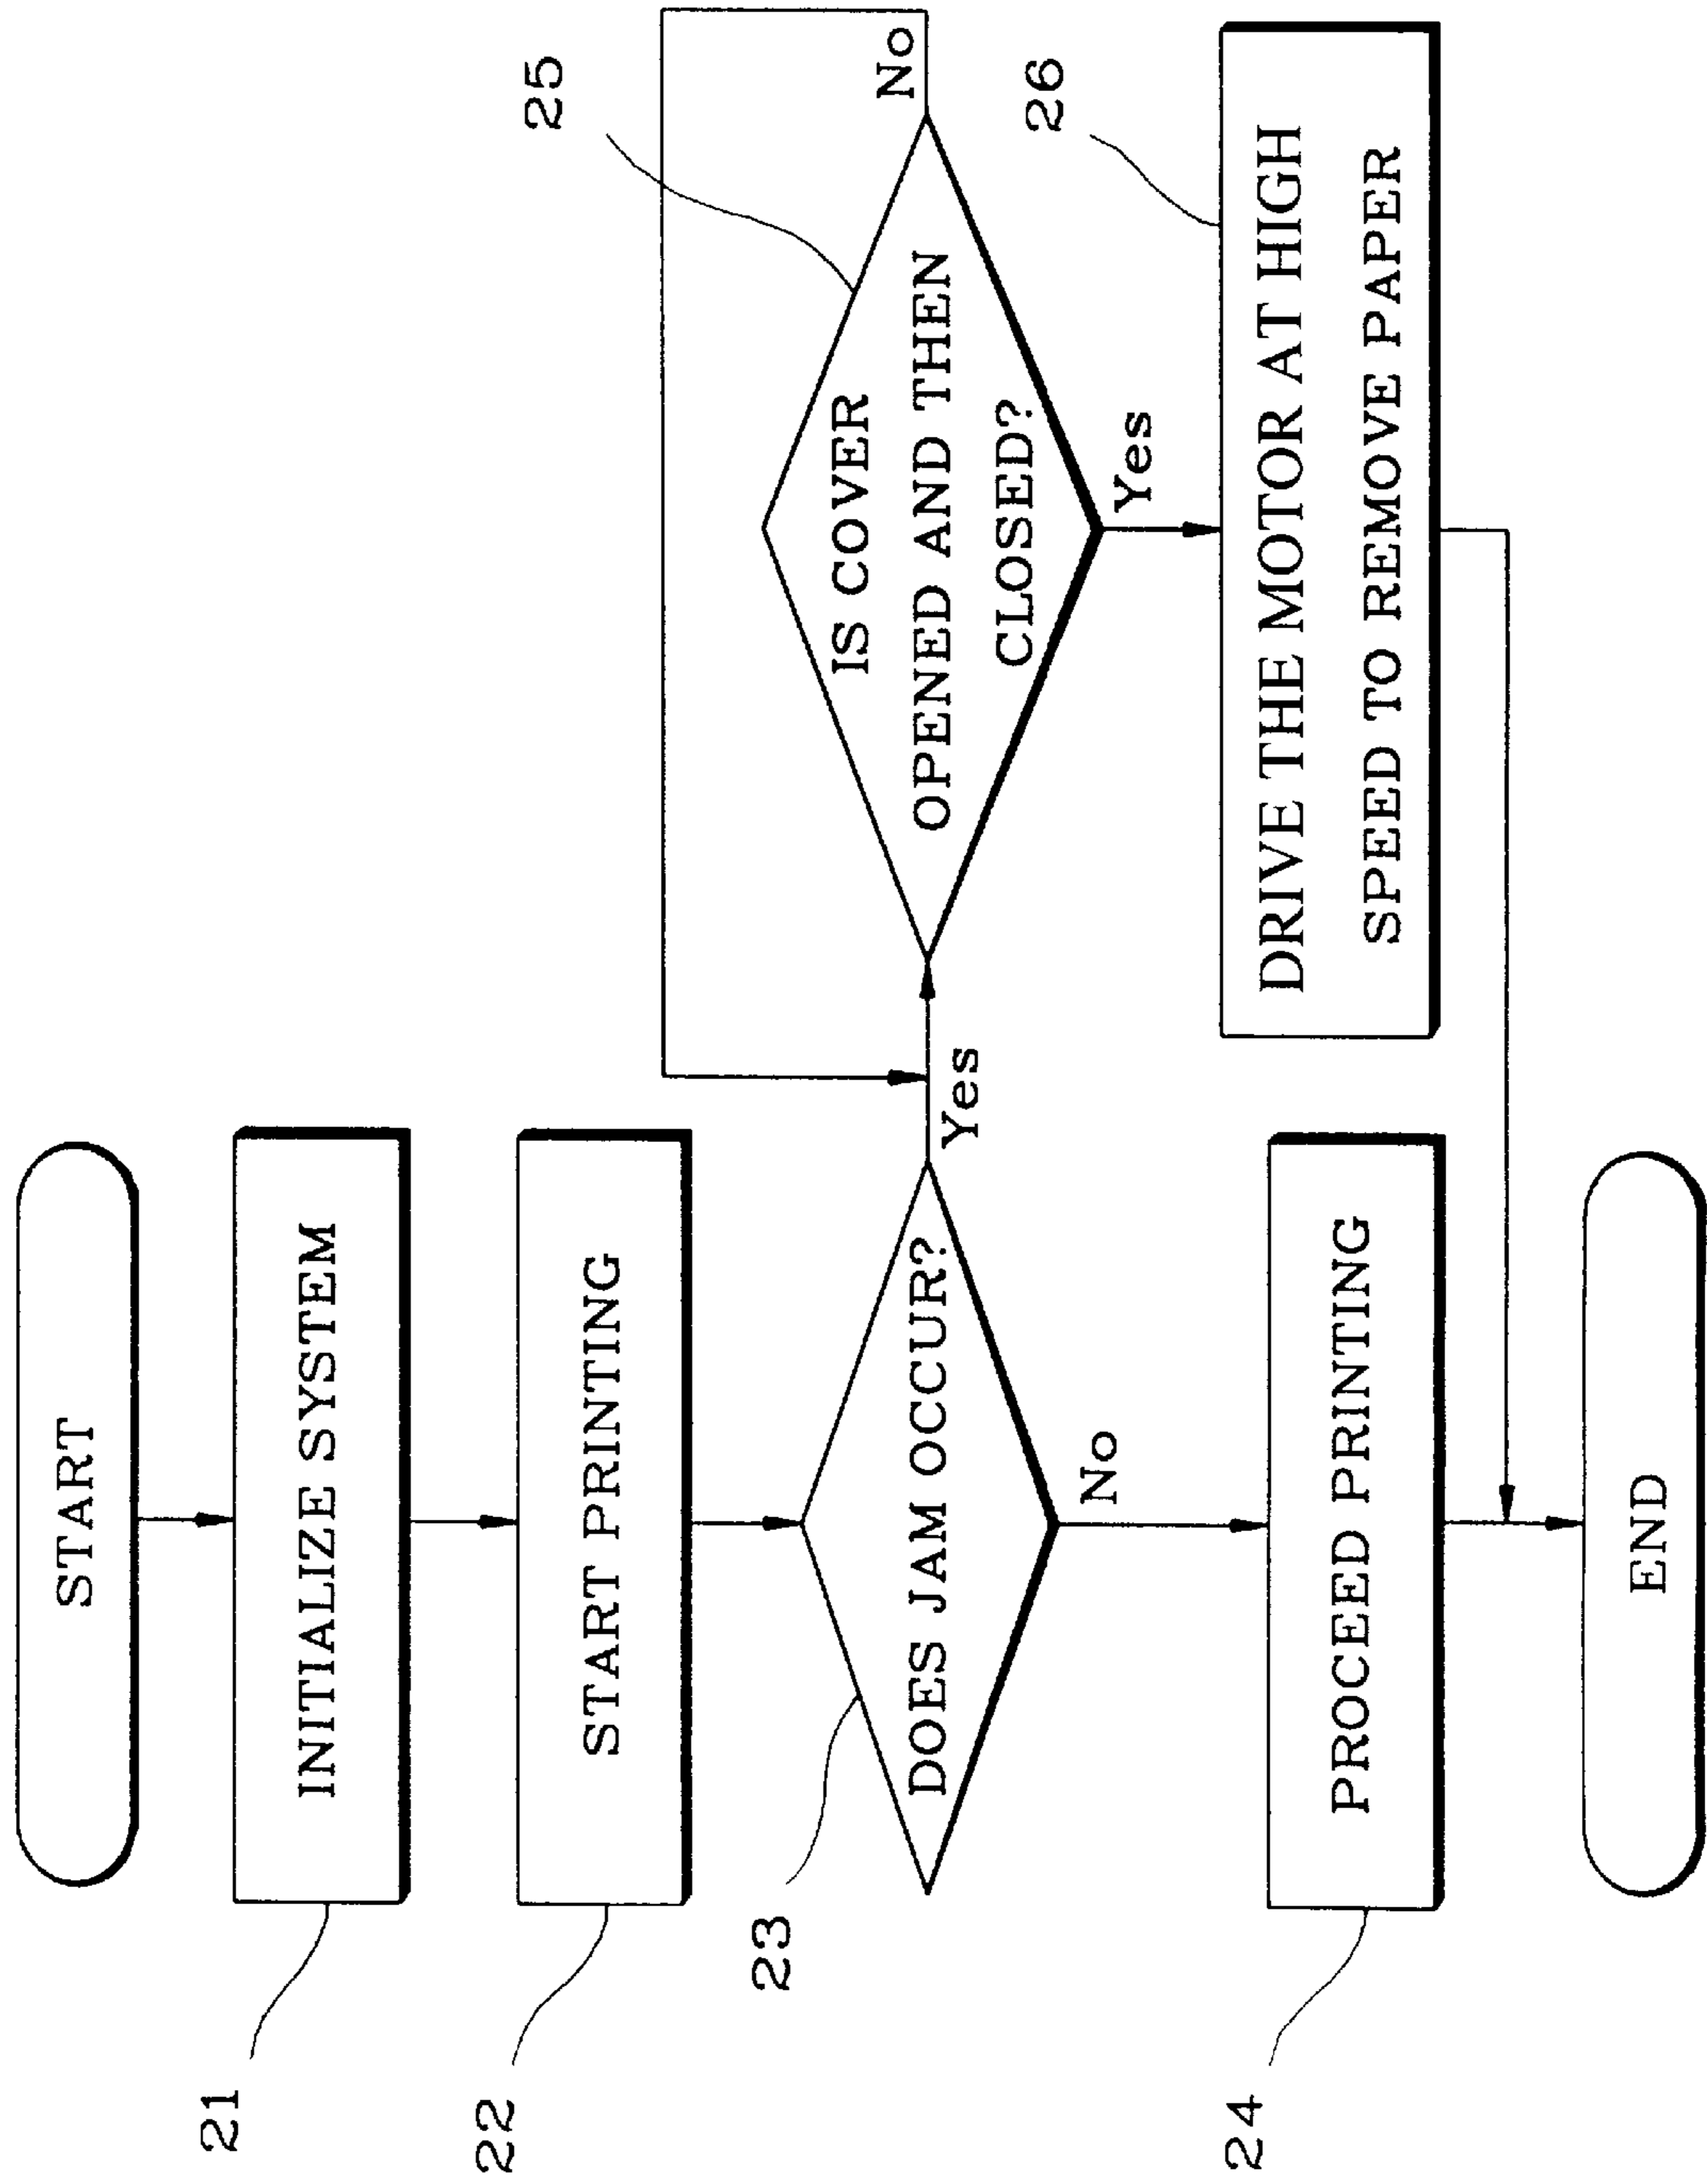 START
21
INITIALIZE SYSTEM
22
START PRINTING
23
DOES JAM OCCUR?
Yes
No
25
IS COVER
OPENED AND THEN
CLOSED?
No
Yes
26
DRIVE THE MOTOR AT HIGH
SPEED TO REMOVE PAPER
24
PROCEED PRINTING
END